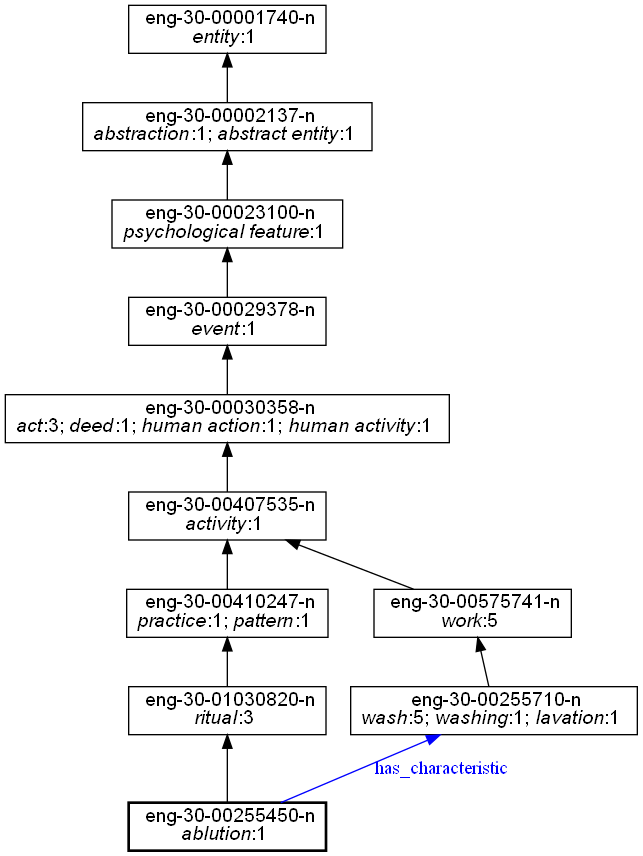 eng-30-00001740-n
entity:1
eng-30-00002137-n
abstraction:1; abstract entity:1
eng-30-00023100-n
psychological feature:1
eng-30-00029378-n
event:1
eng-30-00030358-n
act:3; deed:1; human action:1; human activity:1
eng-30-00407535-n
activity:1
eng-30-00410247-n
practice:1; pattern:1
eng-30-00575741-n
work:5
eng-30-01030820-n
ritual:3
eng-30-00255710-n
wash:5; washing:1; lavation:1
has_characteristic
eng-30-00255450-n
ablution:1